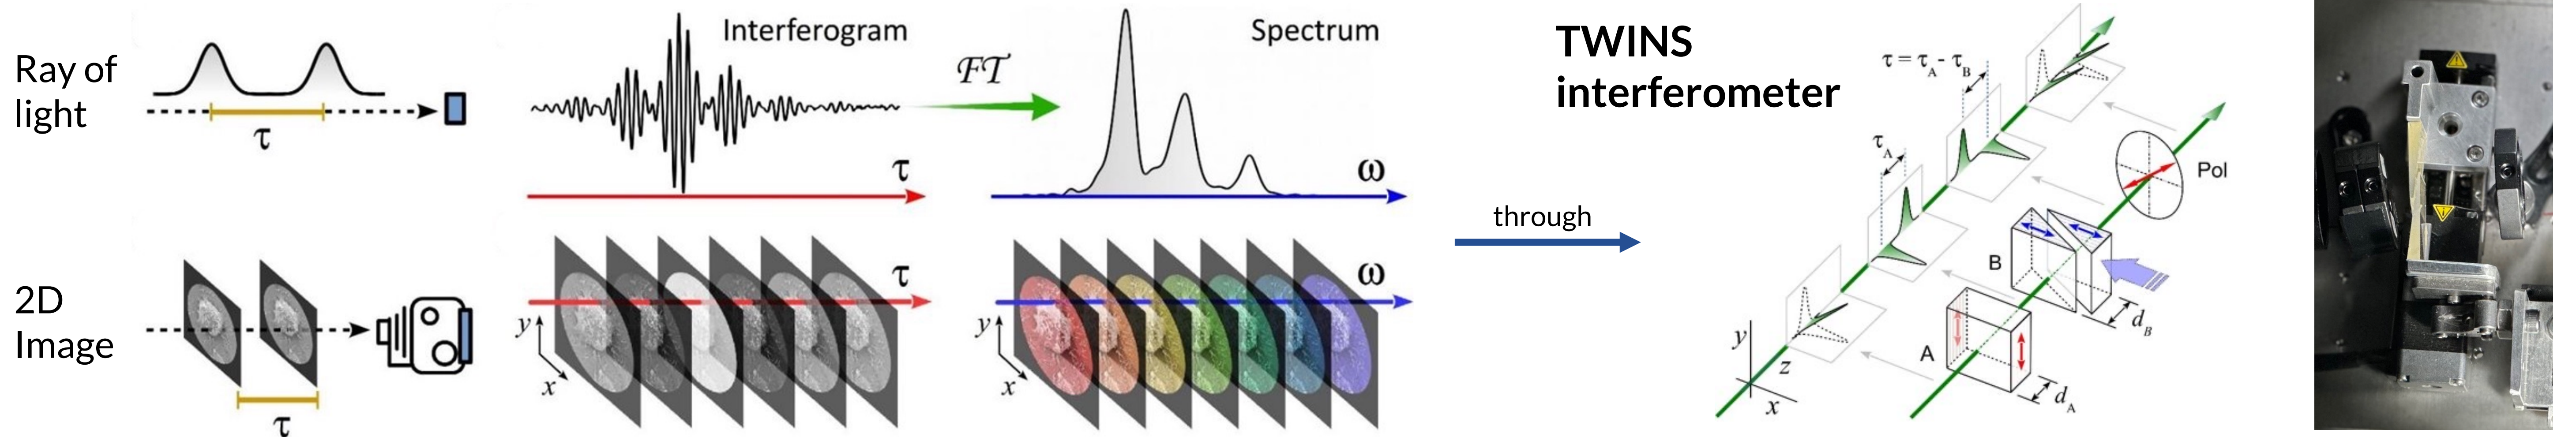 Ray of
light
τ
Interferogram
τ
FT
Spectrum
ω
2D
Image
τ
y
x
τ
y
x
ω
through
TWINS
interferometer
τ = τA- τB
τA
Pol
B
dB
A
dA
y
z
x